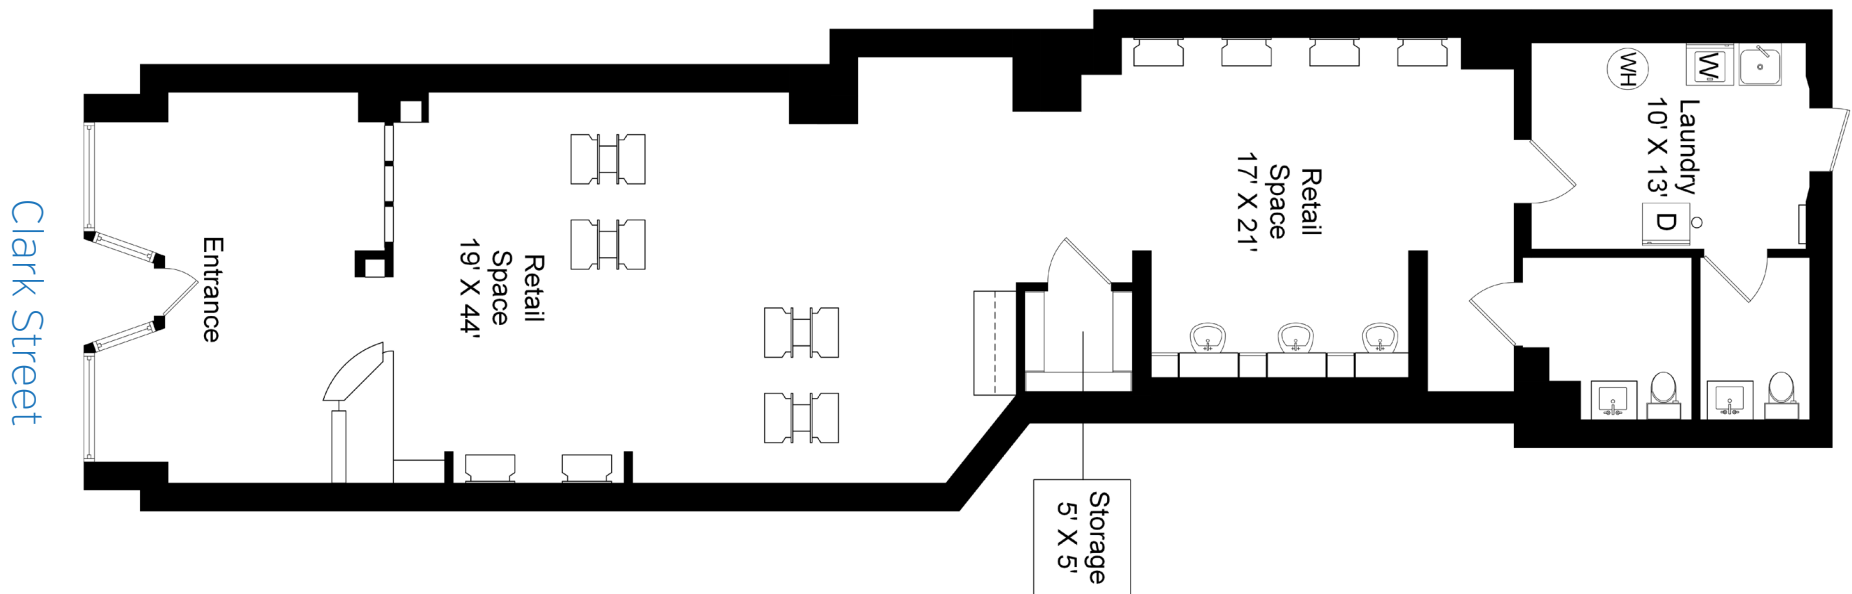 Clark Street
Entrance
Retail
Space
19' X 44'
Retail
Space
17' X 21'
Storage
5' X 5'
Laundry
10' X 13'
WH
W
D